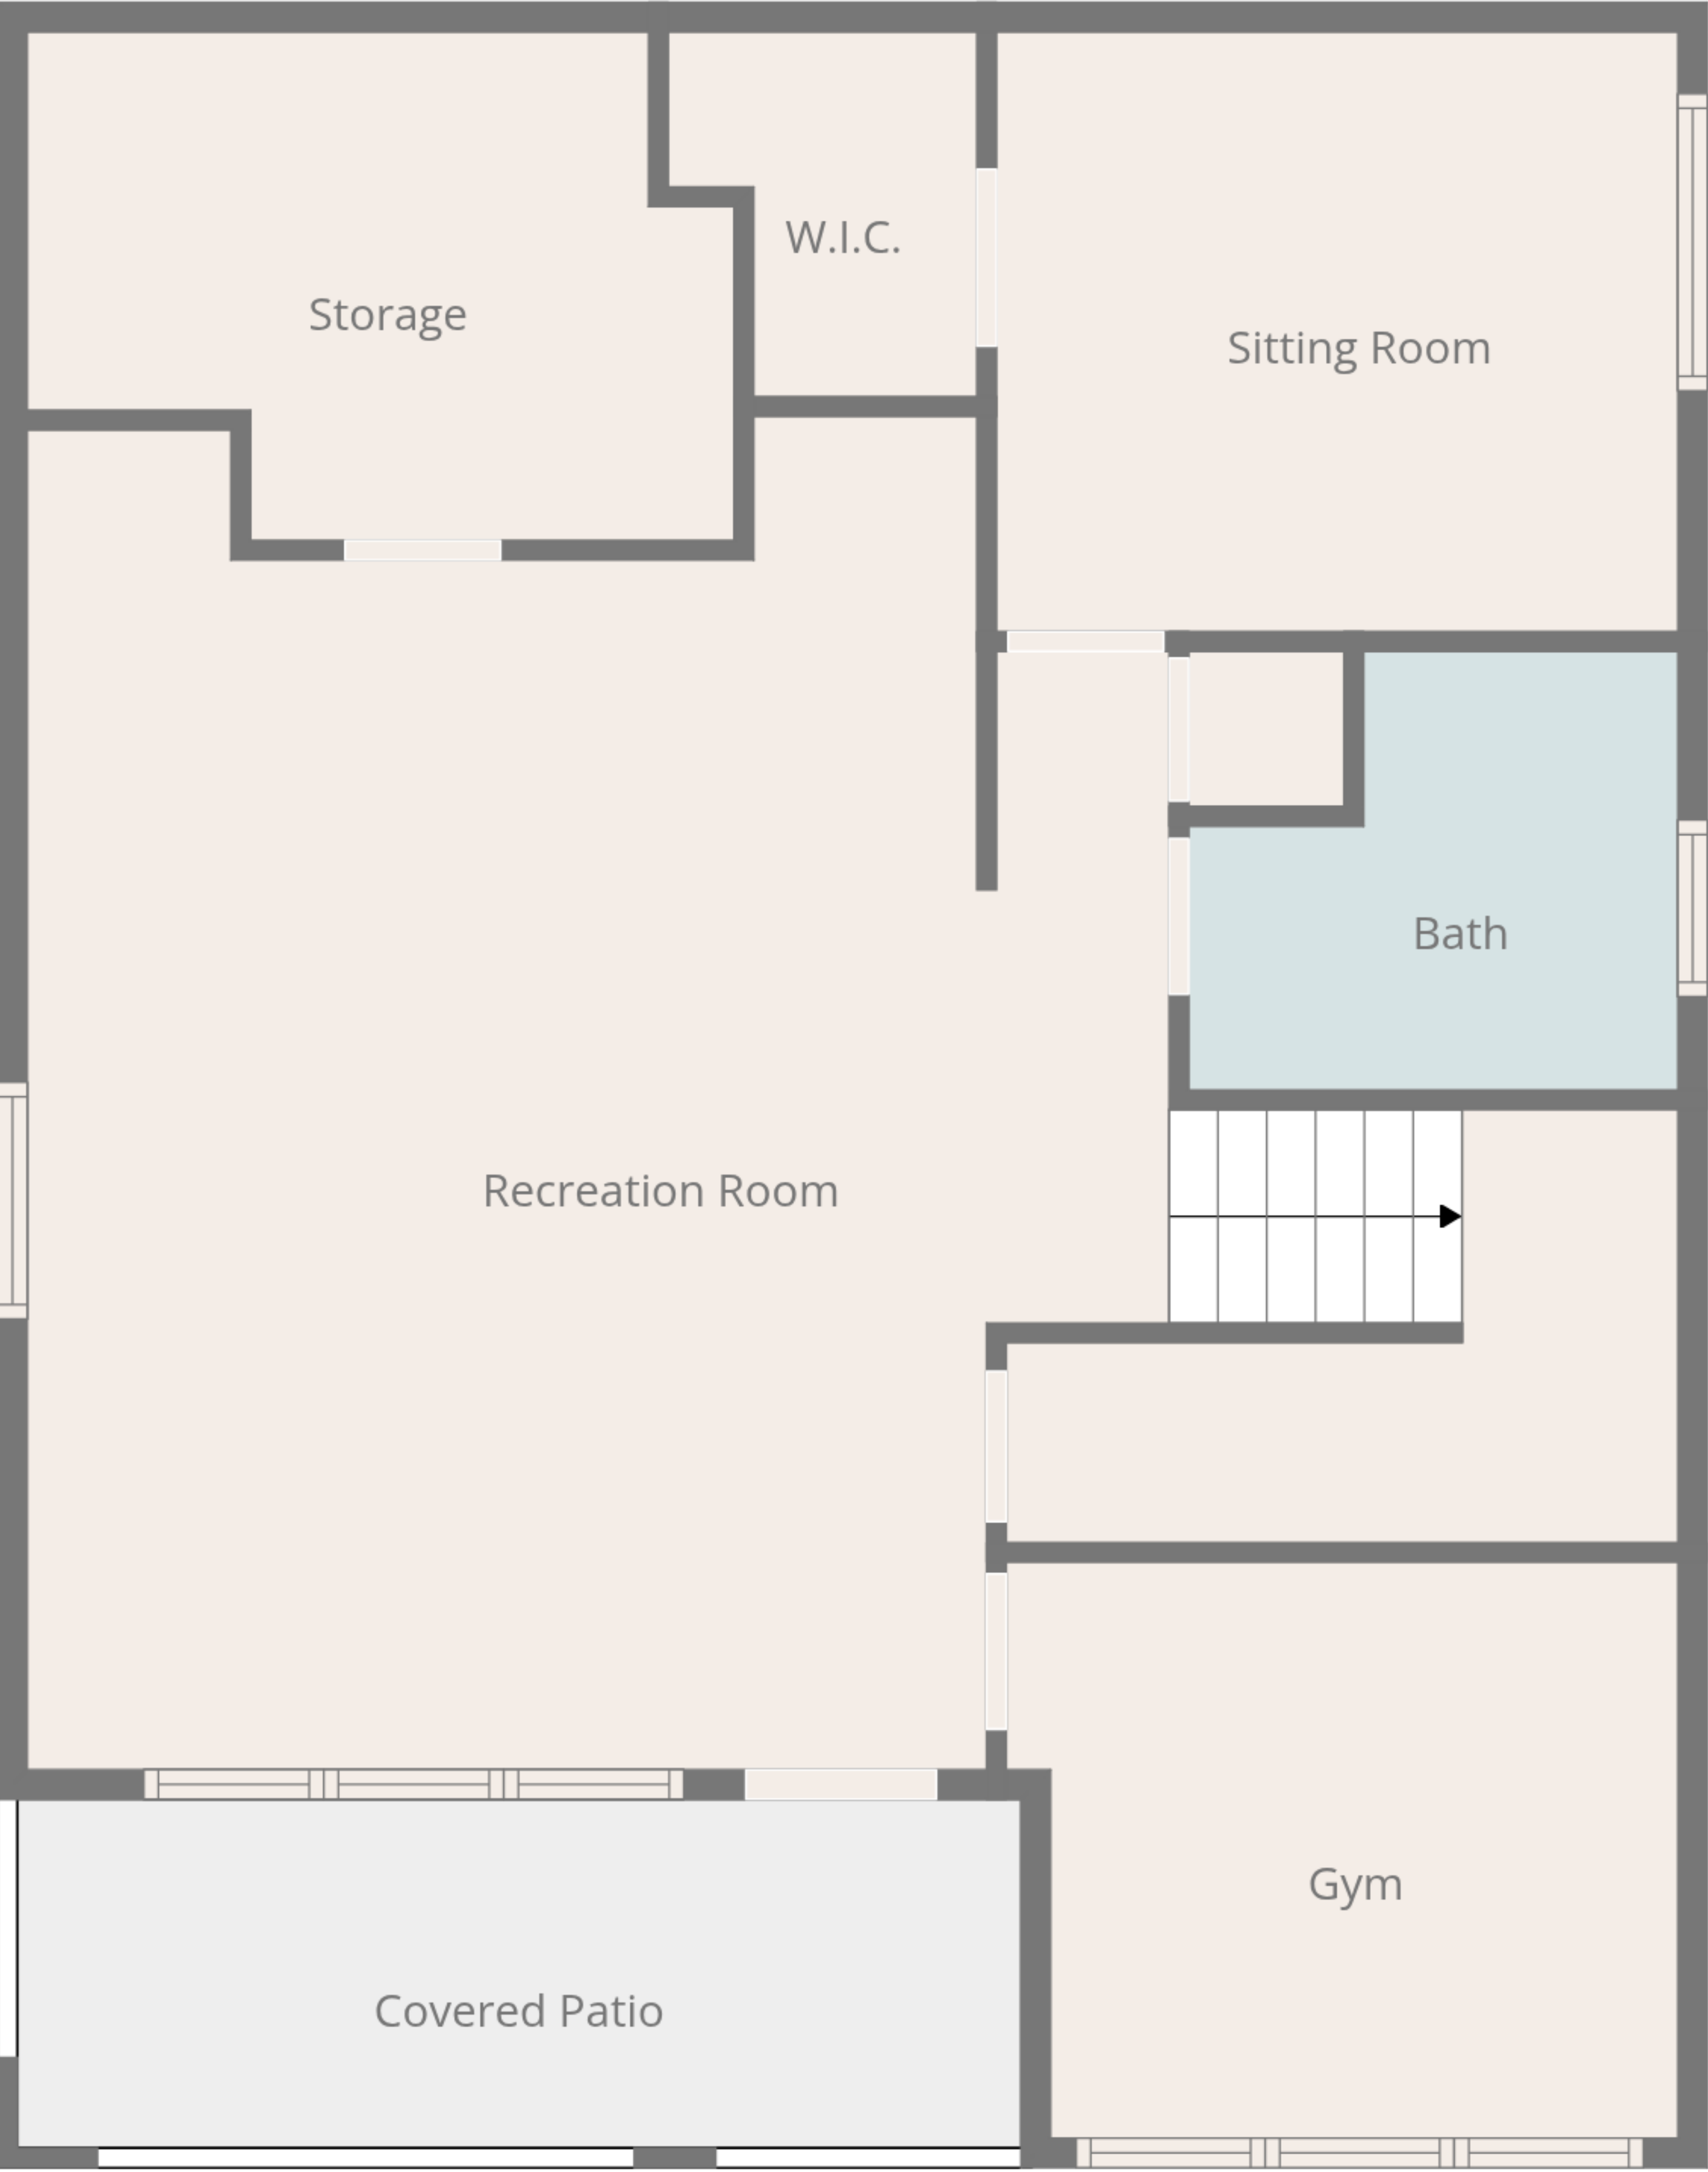 W.I.C.
Storage
Sitting Room
Bath
Recreation Room
Gym
Covered Patio